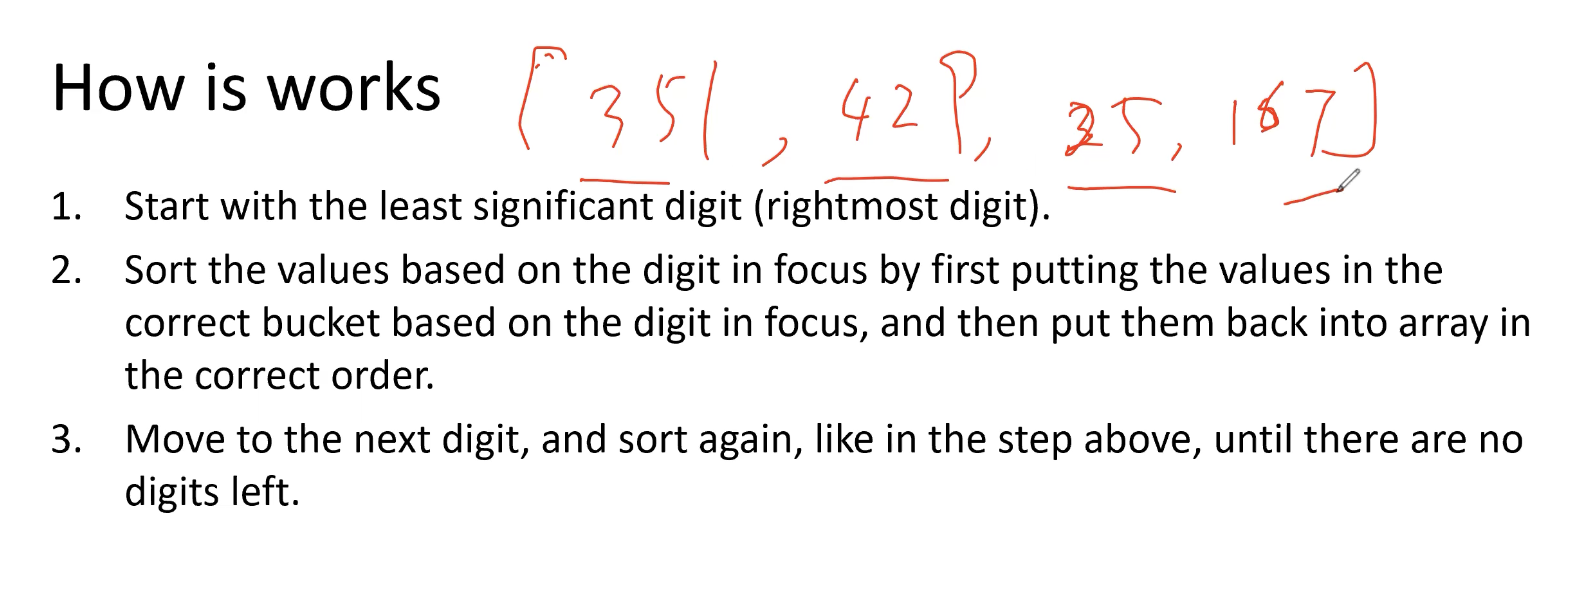 How is works
[351, 429, 25, 167]
1. Start with the least significant digit (rightmost digit).
2. Sort the values based on the digit in focus by first putting the values in the
correct bucket based on the digit in focus, and then put them back into array in
the correct order.
3. Move to the next digit, and sort again, like in the step above, until there are no
digits left.